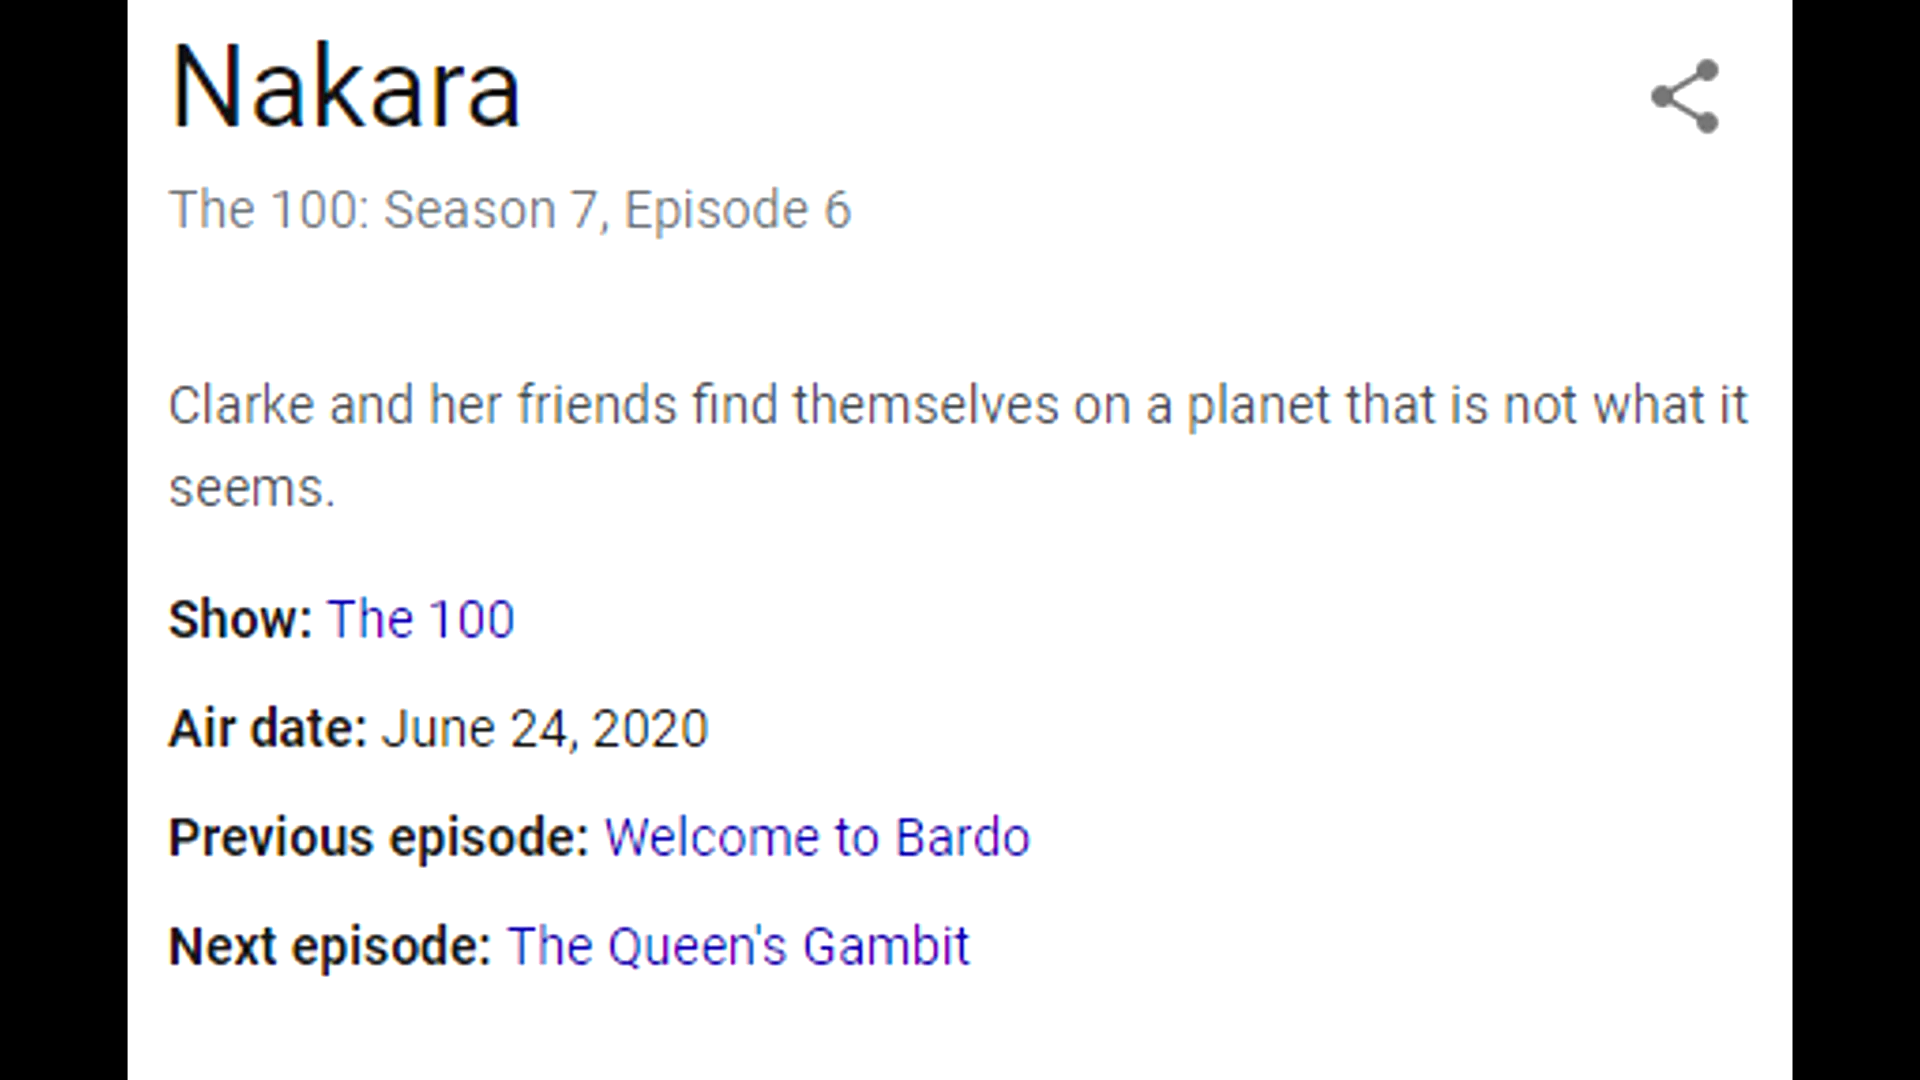 Nakara
The 100: Season 7, Episode 6
Clarke and her friends find themselves on a planet that is not what it
seems.
Show: The 100
Air date: June 24, 2020
Previous episode: Welcome to Bardo
Next episode: The Queen's Gambit